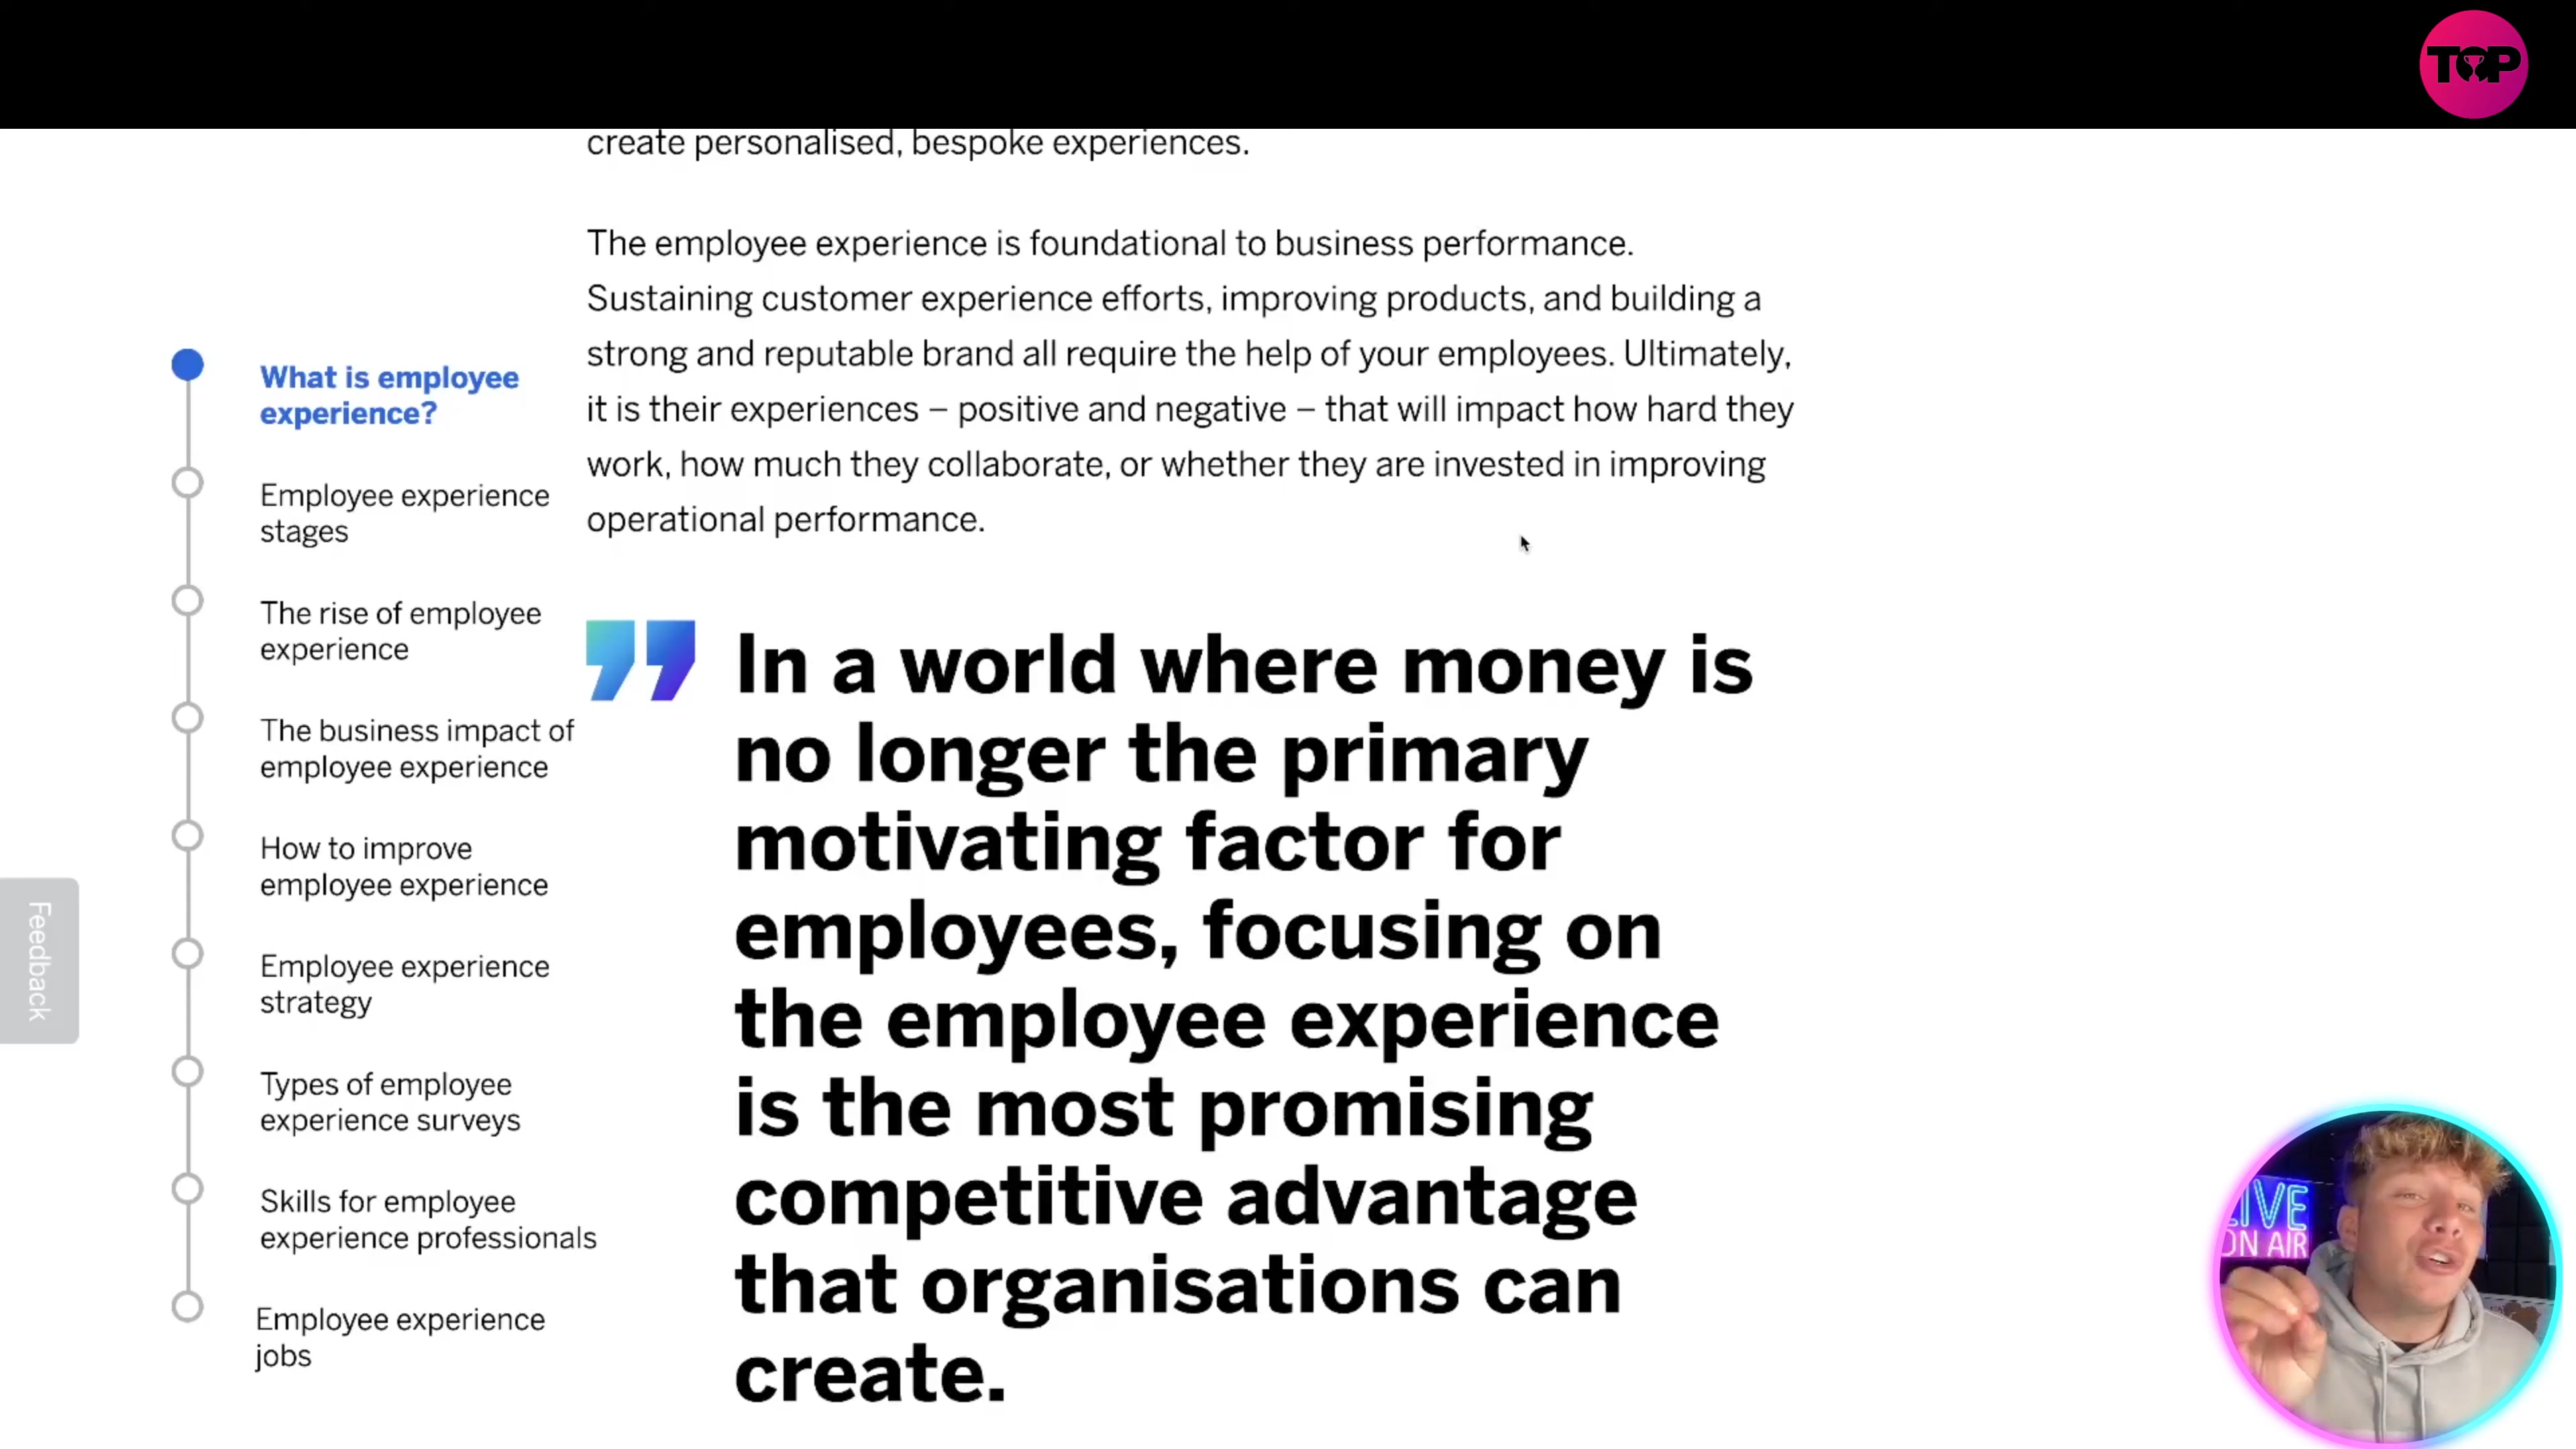 TOP
create personalised, bespoke experiences.
The employee experience is foundational to business performance.
Sustaining customer experience efforts, improving products, and building a
strong and reputable brand all require the help of your employees. Ultimately,
it is their experiences – positive and negative – that will impact how hard they
work, how much they collaborate, or whether they are invested in improving
operational performance.
What is employee
experience?
Employee experience
stages
The rise of employee
experience
The business impact of
employee experience
How to improve
employee experience
Employee experience
strategy
Types of employee
experience surveys
Skills for employee
experience professionals
Employee experience
jobs
Feedback
In a world where money is
no longer the primary
motivating factor for
employees, focusing on
the employee experience
is the most promising
competitive advantage
that organisations can
create.
LIVE
ON AIR